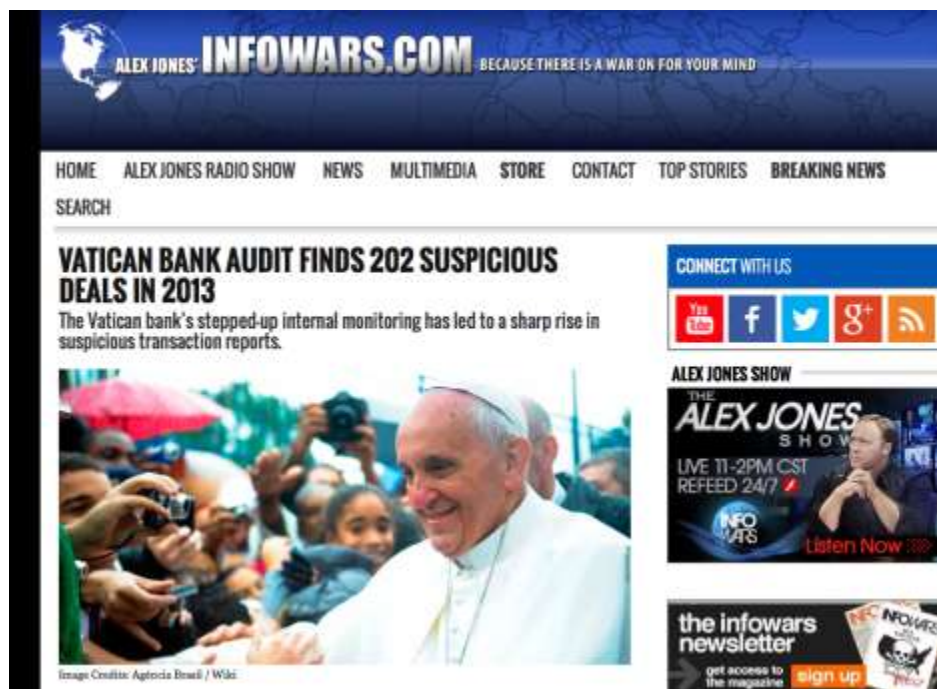 ALEX JONES' INFOWARS.COM BECAUSE THERE IS A WAR ON FOR YOUR MIND
HOME ALEX JONES RADIO SHOW NEWS MULTIMEDIA STORE CONTACT TOP STORIES BREAKING NEWS
SEARCH
VATICAN BANK AUDIT FINDS 202 SUSPICIOUS
DEALS IN 2013
The Vatican bank's stepped-up internal monitoring has led to a sharp rise in
suspicious transaction reports.
Image Credits: Agência Brasil / Wiki
CONNECT WITH US
You
Tube
f
g+
ALEX JONES SHOW
THE
ALEX JONES
SHOW
LIVE 11-2PM CST
REFEED 24/7
INFO
WARS
Listen Now
the infowars
newsletter
get access to
the magazine
sign up
INFOWARS